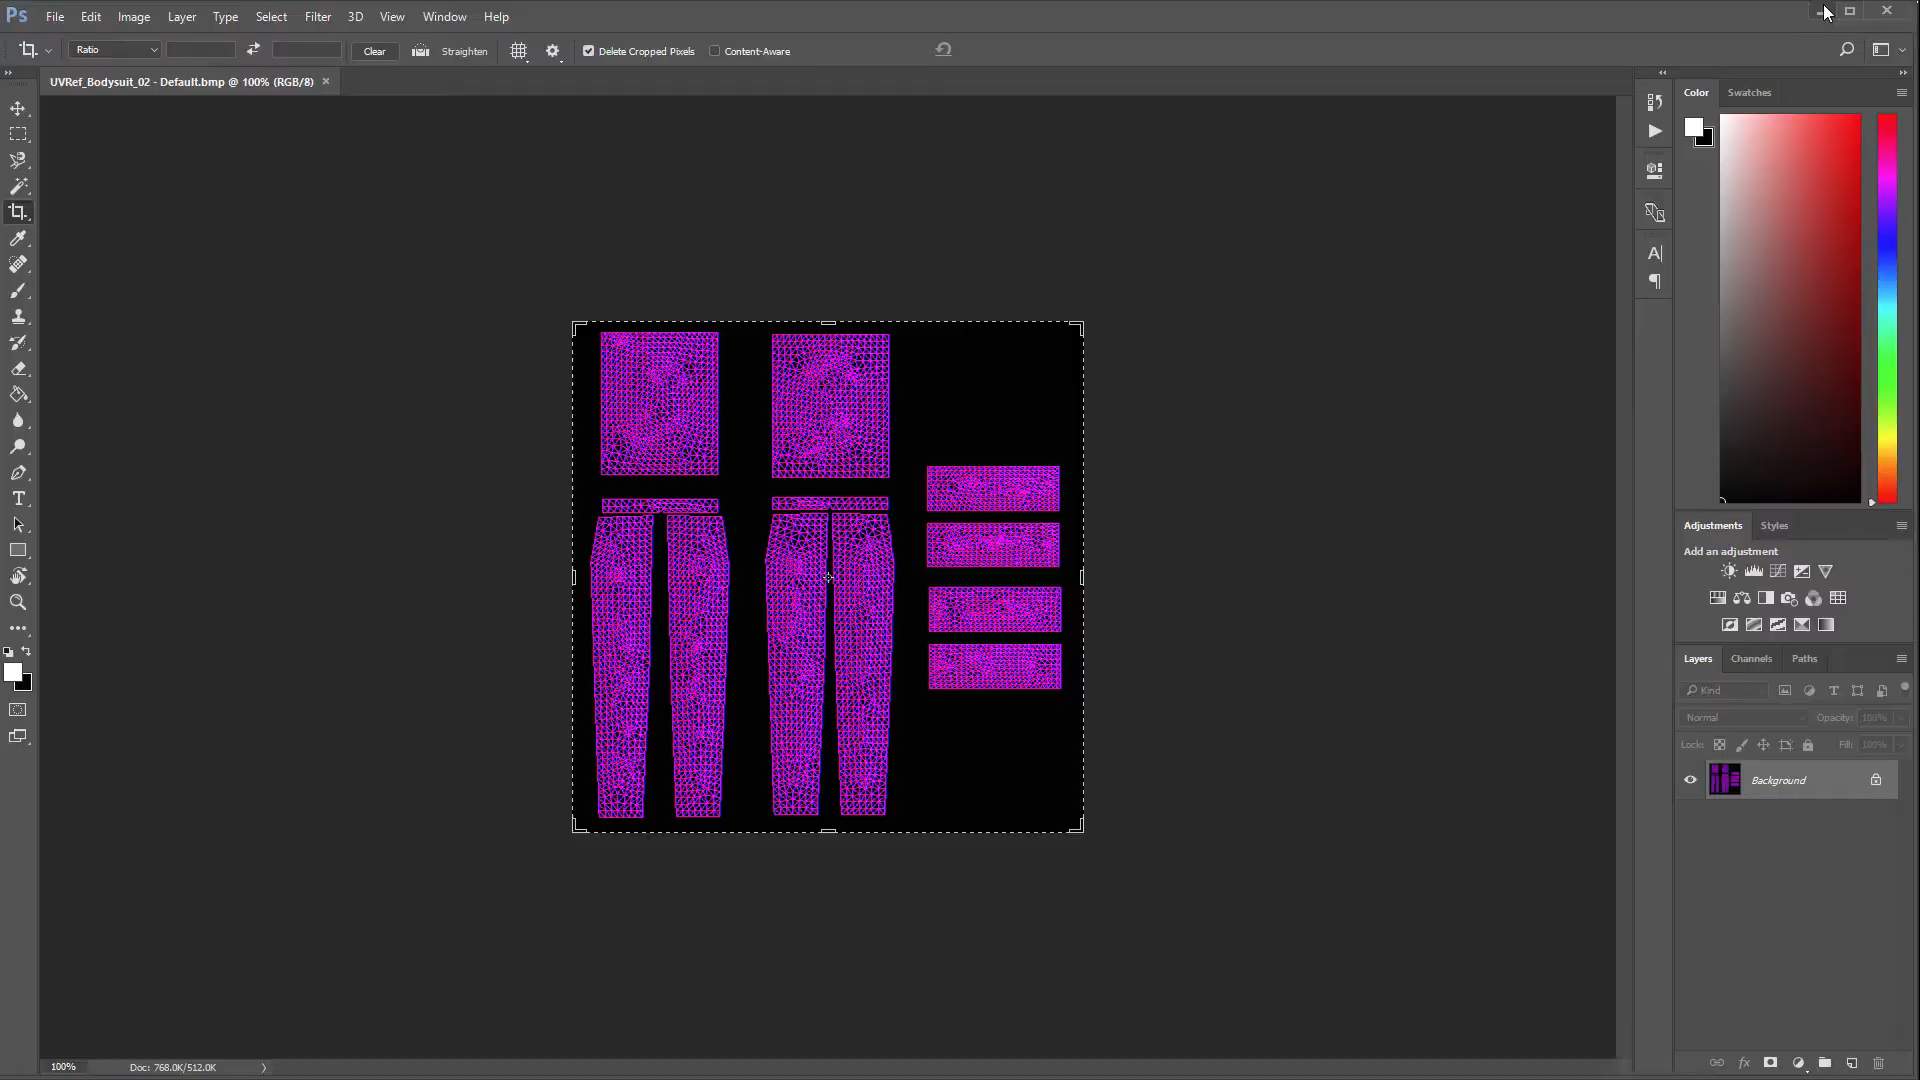 Ps File Edit Image Layer Type Select Filter 3D View Window Help
Ratio Clear Straighten Delete Cropped Pixels Content-Aware
UVRef_Bodysuit_02 - Default.bmp @ 100% (RGB/8) ×
Color Swatches
Adjustments Styles
Add an adjustment
Layers Channels Paths
Kind
Normal Opacity: 100%
Lock: Fill: 100%
Background
100% Doc: 768.0K/512.0K